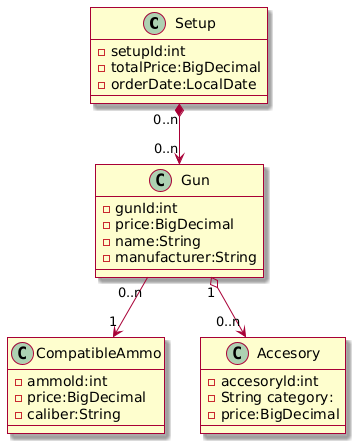 C Setup
setupId:int
totalPrice:BigDecimal
orderDate:LocalDate
0..n
0..n
C Gun
gunId:int
price:BigDecimal
name:String
manufacturer:String
0..n
1
1
0..n
C CompatibleAmmo
ammoId:int
price:BigDecimal
caliber:String
C Accesory
accesoryId:int
String category:
price:BigDecimal